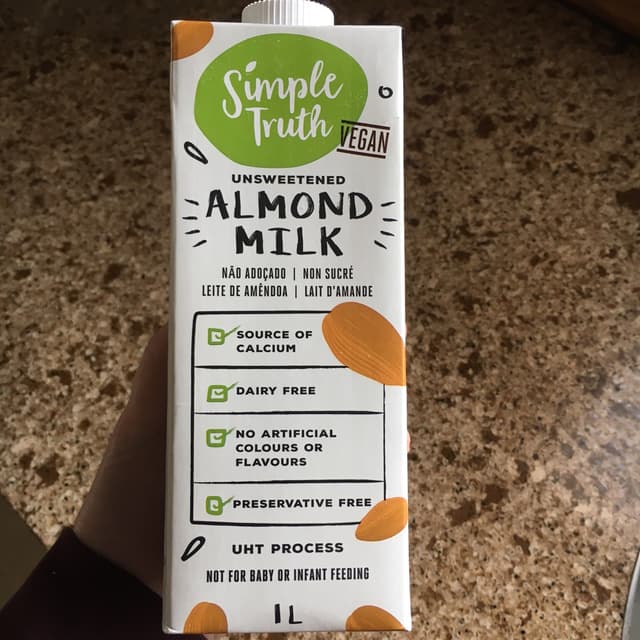 Simple
Truth
VEGAN
UNSWEETENED
ALMOND
MILK
NÃO ADOÇADO | NON SUCRÉ
LEITE DE AMÊNDOA | LAIT D'AMANDE
SOURCE OF
CALCIUM
DAIRY FREE
NO ARTIFICIAL
COLOURS OR
FLAVOURS
PRESERVATIVE FREE
UHT PROCESS
NOT FOR BABY OR INFANT FEEDING
1L